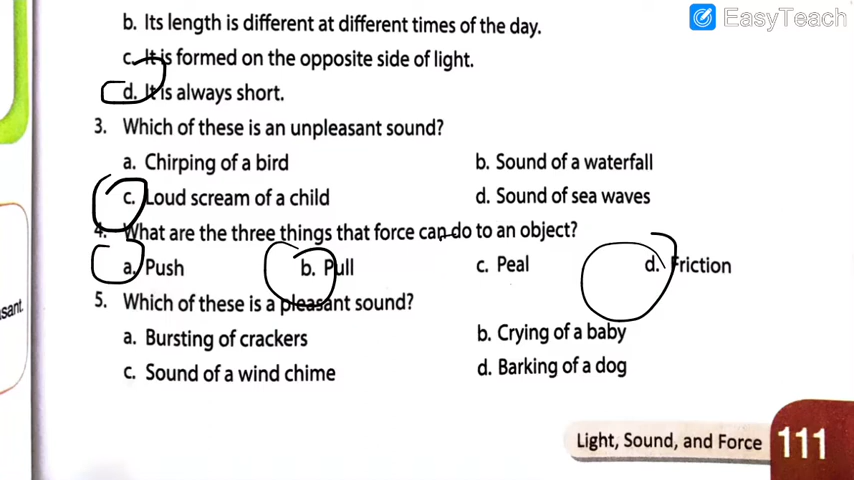 EasyTeach
b. Its length is different at different times of the day.
c. It is formed on the opposite side of light.
d. It is always short.
3. Which of these is an unpleasant sound?
a. Chirping of a bird b. Sound of a waterfall
c. Loud scream of a child d. Sound of sea waves
4. What are the three things that force can do to an object?
a. Push b. Pull c. Peal d. Friction
5. Which of these is a pleasant sound?
sant.
a. Bursting of crackers b. Crying of a baby
c. Sound of a wind chime d. Barking of a dog
Light, Sound, and Force 111